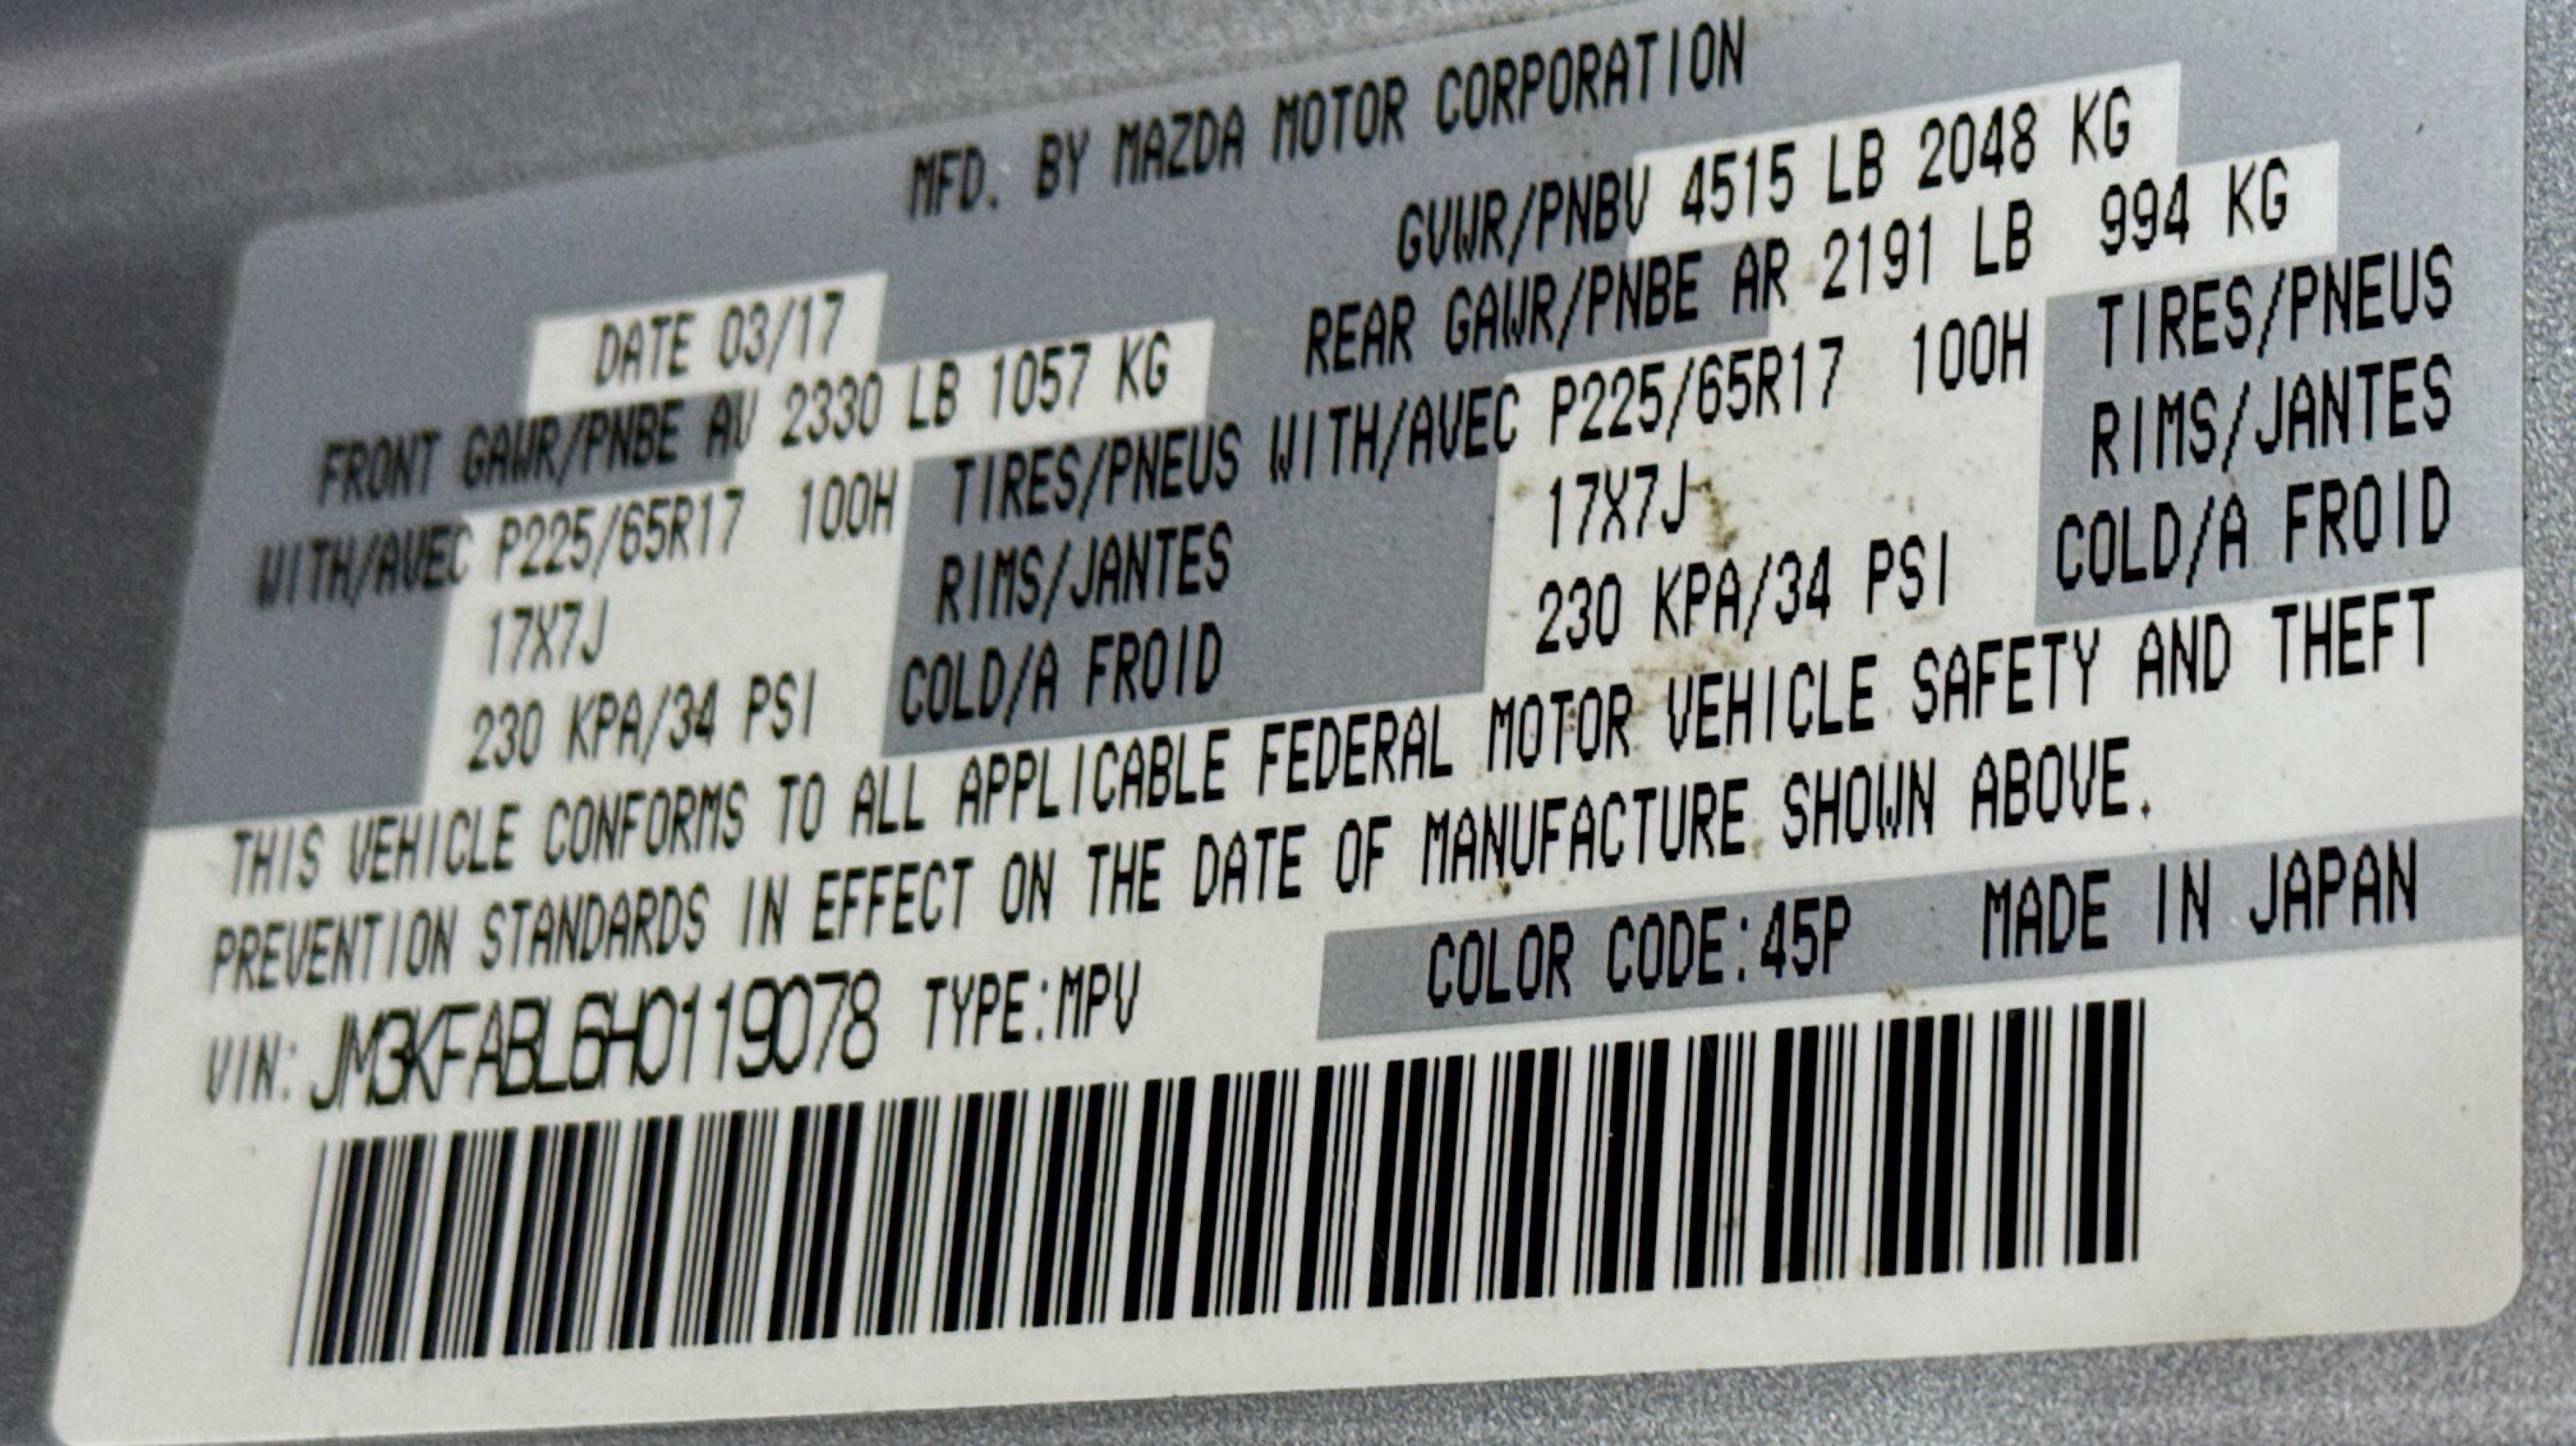 MFD. BY MAZDA MOTOR CORPORATION
DATE 03/17 GVWR/PNBV 4515 LB 2048 KG
FRONT GAWR/PNBE AV 2330 LB 1057 KG REAR GAWR/PNBE AR 2191 LB 994 KG
WITH/AVEC P225/65R17 100H TIRES/PNEUS WITH/AVEC P225/65R17 100H TIRES/PNEUS
17X7J RIMS/JANTES 17X7J RIMS/JANTES
230 KPA/34 PSI COLD/A FROID 230 KPA/34 PSI COLD/A FROID
THIS VEHICLE CONFORMS TO ALL APPLICABLE FEDERAL MOTOR VEHICLE SAFETY AND THEFT
PREVENTION STANDARDS IN EFFECT ON THE DATE OF MANUFACTURE SHOWN ABOVE.
VIN: JM3KFABL6H0119078 TYPE:MPV COLOR CODE:45P MADE IN JAPAN